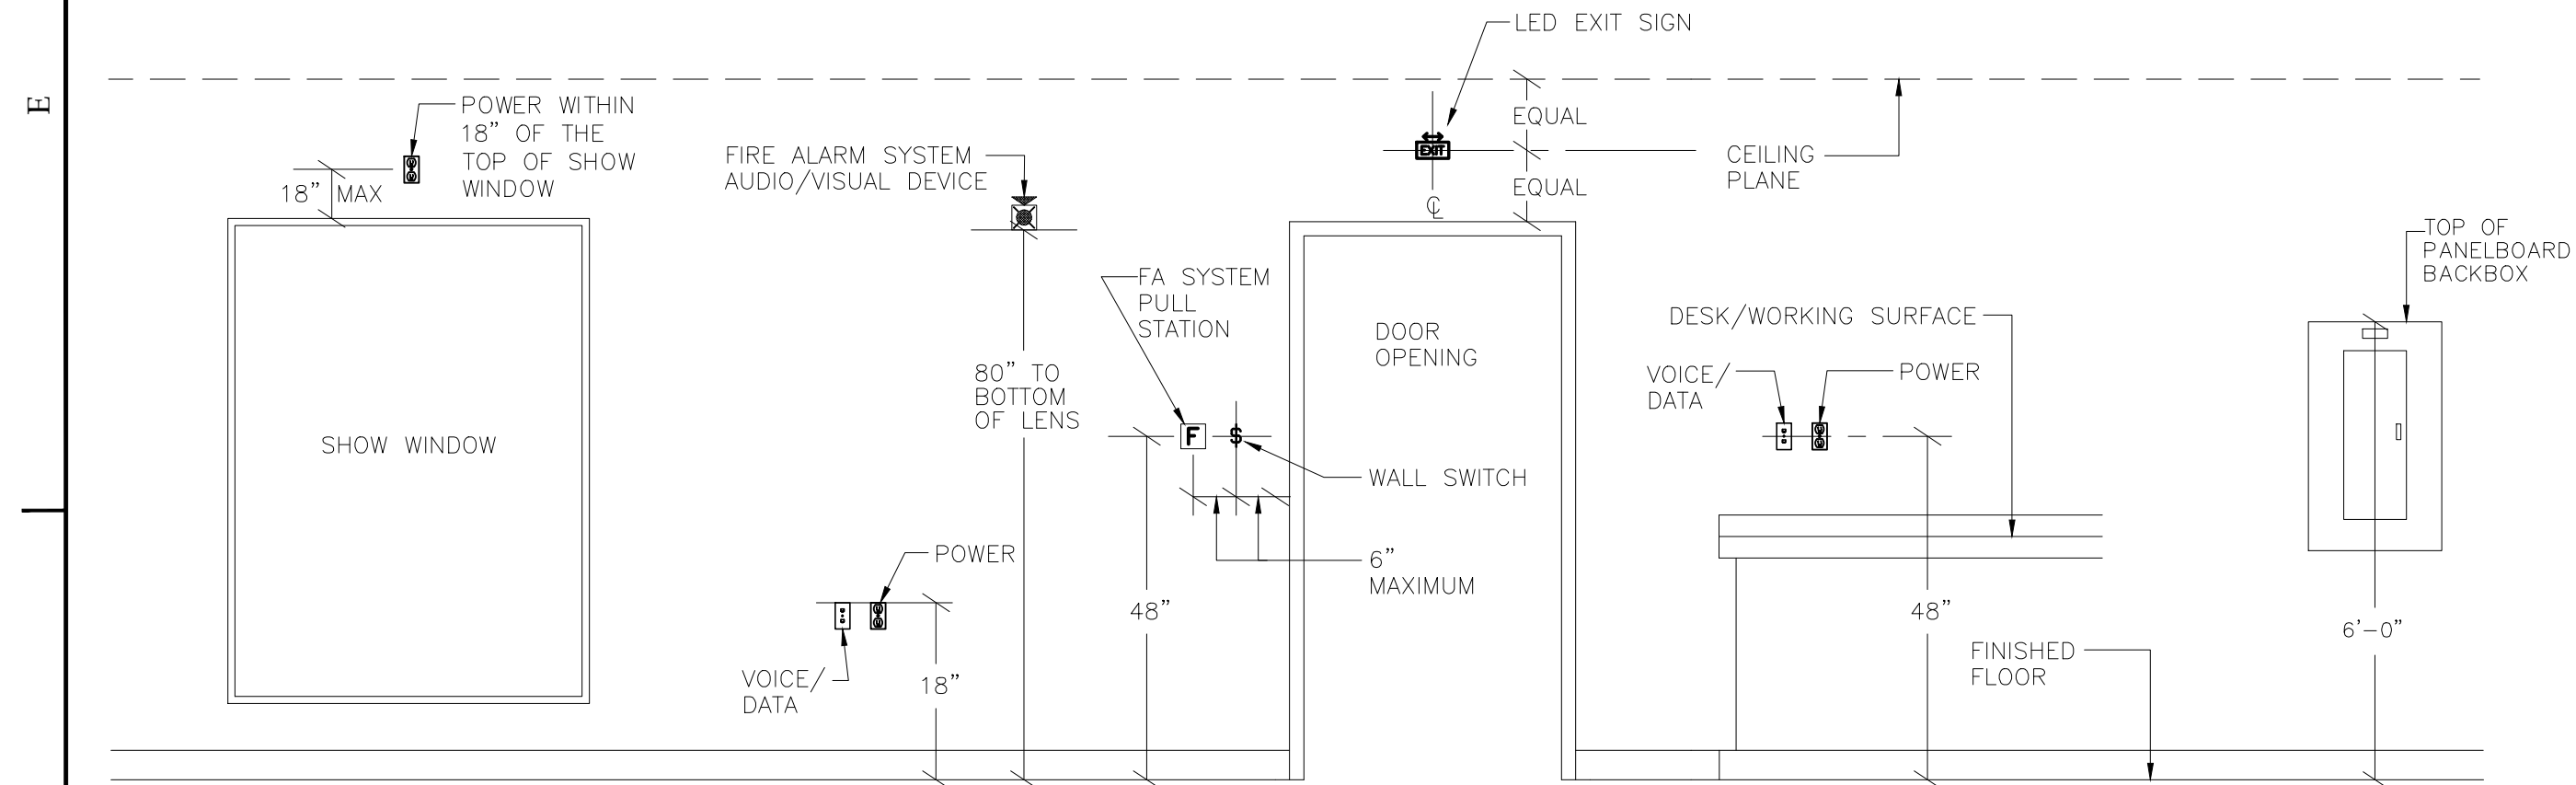 E
LED EXIT SIGN
POWER WITHIN
18" OF THE
TOP OF SHOW
WINDOW
18" MAX
SHOW WINDOW
FIRE ALARM SYSTEM
AUDIO/VISUAL DEVICE
80" TO
BOTTOM
OF LENS
POWER
VOICE/
DATA
18"
FA SYSTEM
PULL
STATION
F
$
48"
WALL SWITCH
6"
MAXIMUM
EXIT
EQUAL
EQUAL
CL
DOOR
OPENING
CEILING
PLANE
DESK/WORKING SURFACE
VOICE/
DATA
POWER
48"
FINISHED
FLOOR
TOP OF
PANELBOARD
BACKBOX
6'-0"